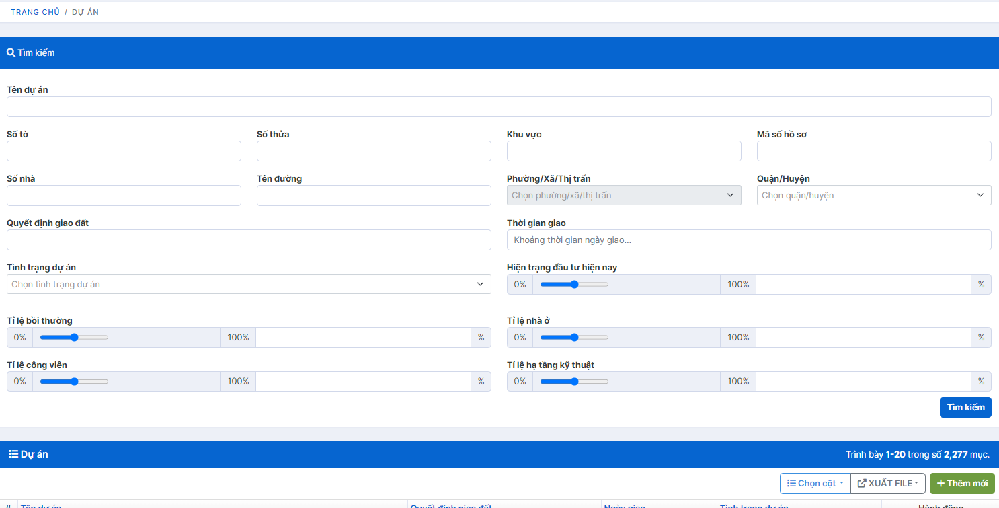 TRANG CHỦ / DỰ ÁN
Tìm kiếm
Tên dự án
Số tờ Số thửa Khu vực Mã số hồ sơ
Số nhà Tên đường Phường/Xã/Thị trấn Quận/Huyện
Chọn phường/xã/thị trấn Chọn quận/huyện
Quyết định giao đất Thời gian giao
Khoảng thời gian ngày giao...
Tình trạng dự án Hiện trạng đầu tư hiện nay
Chọn tình trạng dự án 0% 100% %
Tỉ lệ bồi thường Tỉ lệ nhà ở
0% 100% % 0% 100% %
Tỉ lệ công viên Tỉ lệ hạ tầng kỹ thuật
0% 100% % 0% 100% %
Tìm kiếm
Dự án Trình bày 1-20 trong số 2,277 mục.
Chọn cột XUẤT FILE Thêm mới
# Tên dự án Quyết định giao đất Ngày giao Tình trạng dự án Hành động